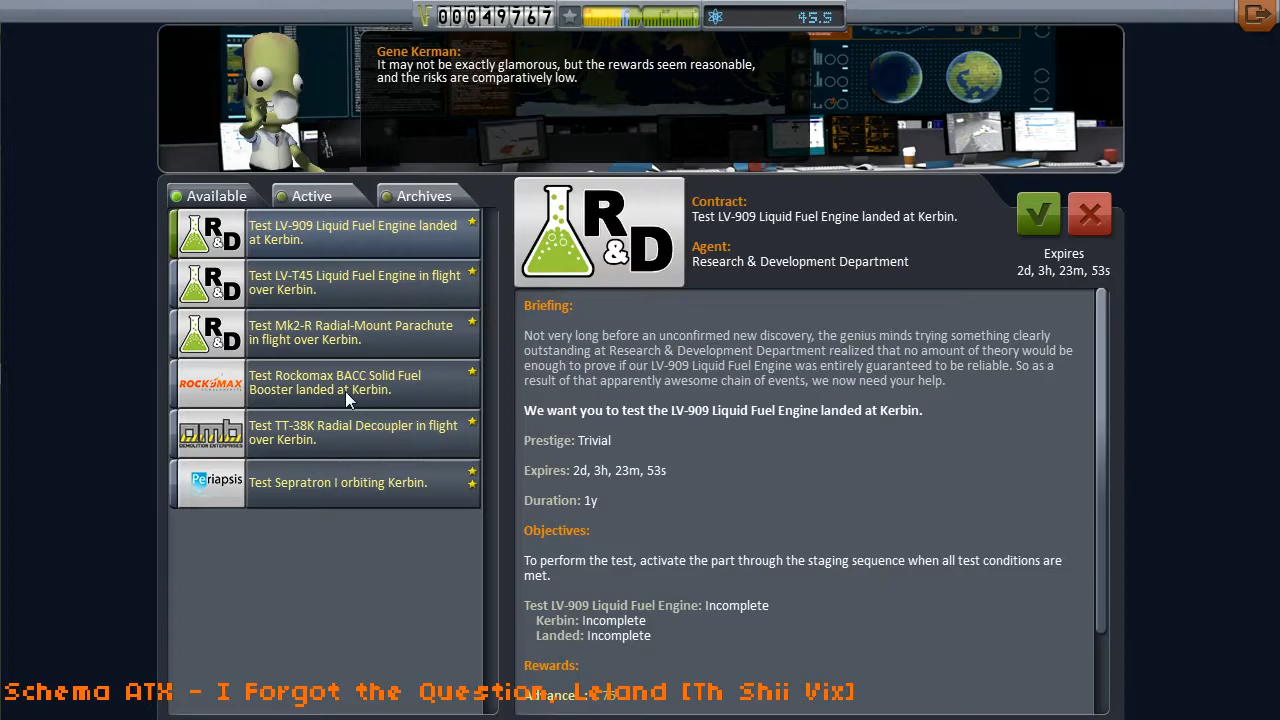 00049767
45.5
Gene Kerman:
It may not be exactly glamorous, but the rewards seem reasonable,
and the risks are comparatively low.
Available
Active
Archives
R&D
Test LV-909 Liquid Fuel Engine landed
at Kerbin.
R&D
Test LV-T45 Liquid Fuel Engine in flight
over Kerbin.
R&D
Test Mk2-R Radial-Mount Parachute
in flight over Kerbin.
ROCKOMAX
Test Rockomax BACC Solid Fuel
Booster landed at Kerbin.
OMB
DEMOLITION ENTERPRISES
Test TT-38K Radial Decoupler in flight
over Kerbin.
Periapsis
Test Sepratron I orbiting Kerbin.
R&D
Contract:
Test LV-909 Liquid Fuel Engine landed at Kerbin.
Agent:
Research & Development Department
Expires
2d, 3h, 23m, 53s
Briefing:
Not very long before an unconfirmed new discovery, the genius minds trying something clearly
outstanding at Research & Development Department realized that no amount of theory would be
enough to prove if our LV-909 Liquid Fuel Engine was entirely guaranteed to be reliable. So as a
result of that apparently awesome chain of events, we now need your help.
We want you to test the LV-909 Liquid Fuel Engine landed at Kerbin.
Prestige: Trivial
Expires: 2d, 3h, 23m, 53s
Duration: 1y
Objectives:
To perform the test, activate the part through the staging sequence when all test conditions are
met.
Test LV-909 Liquid Fuel Engine: Incomplete
Kerbin: Incomplete
Landed: Incomplete
Rewards:
Schema ATX - I Forgot the Question, Leland [Th Shii Vix]